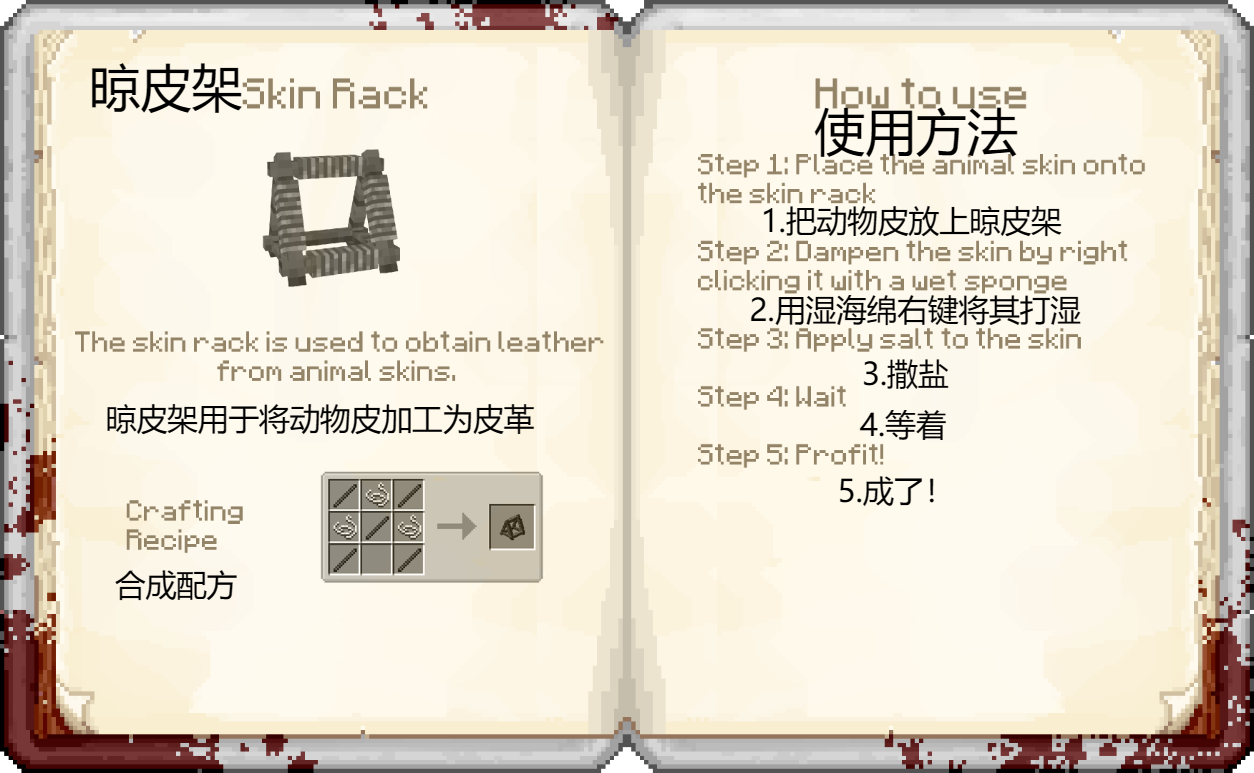 晾皮架Skin Rack
The skin rack is used to obtain leather
from animal skins.
晾皮架用于将动物皮加工为皮革
Crafting
Recipe
合成配方
How to use
使用方法
Step 1: Place the animal skin onto
the skin rack
1.把动物皮放上晾皮架
Step 2: Dampen the skin by right
clicking it with a wet sponge
2.用湿海绵右键将其打湿
Step 3: Apply salt to the skin
3.撒盐
Step 4: Wait
4.等着
Step 5: Profit!
5.成了！